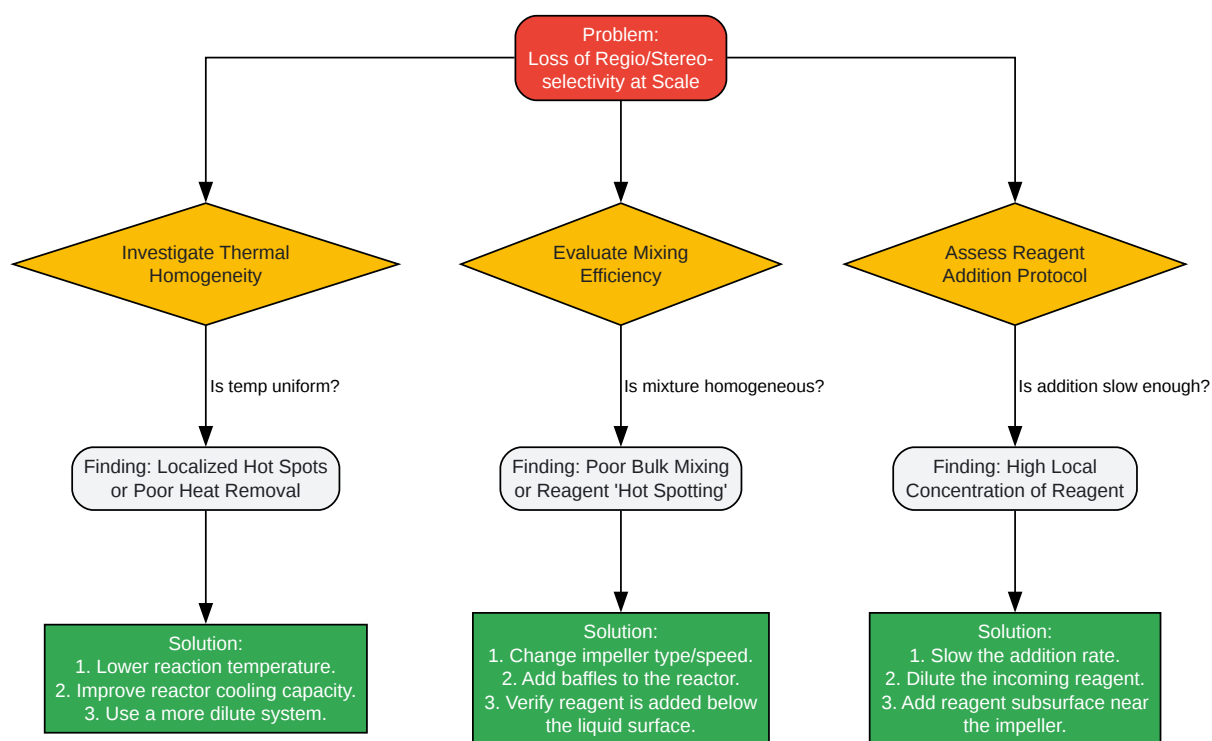 Problem:
Loss of Regio/Stereo-
selectivity at Scale
Investigate Thermal
Homogeneity
Evaluate Mixing
Efficiency
Assess Reagent
Addition Protocol
Is temp uniform?
Is mixture homogeneous?
Is addition slow enough?
Finding: Localized Hot Spots
or Poor Heat Removal
Finding: Poor Bulk Mixing
or Reagent 'Hot Spotting'
Finding: High Local
Concentration of Reagent
Solution:
1. Lower reaction temperature.
2. Improve reactor cooling capacity.
3. Use a more dilute system.
Solution:
1. Change impeller type/speed.
2. Add baffles to the reactor.
3. Verify reagent is added below
the liquid surface.
Solution:
1. Slow the addition rate.
2. Dilute the incoming reagent.
3. Add reagent subsurface near
the impeller.